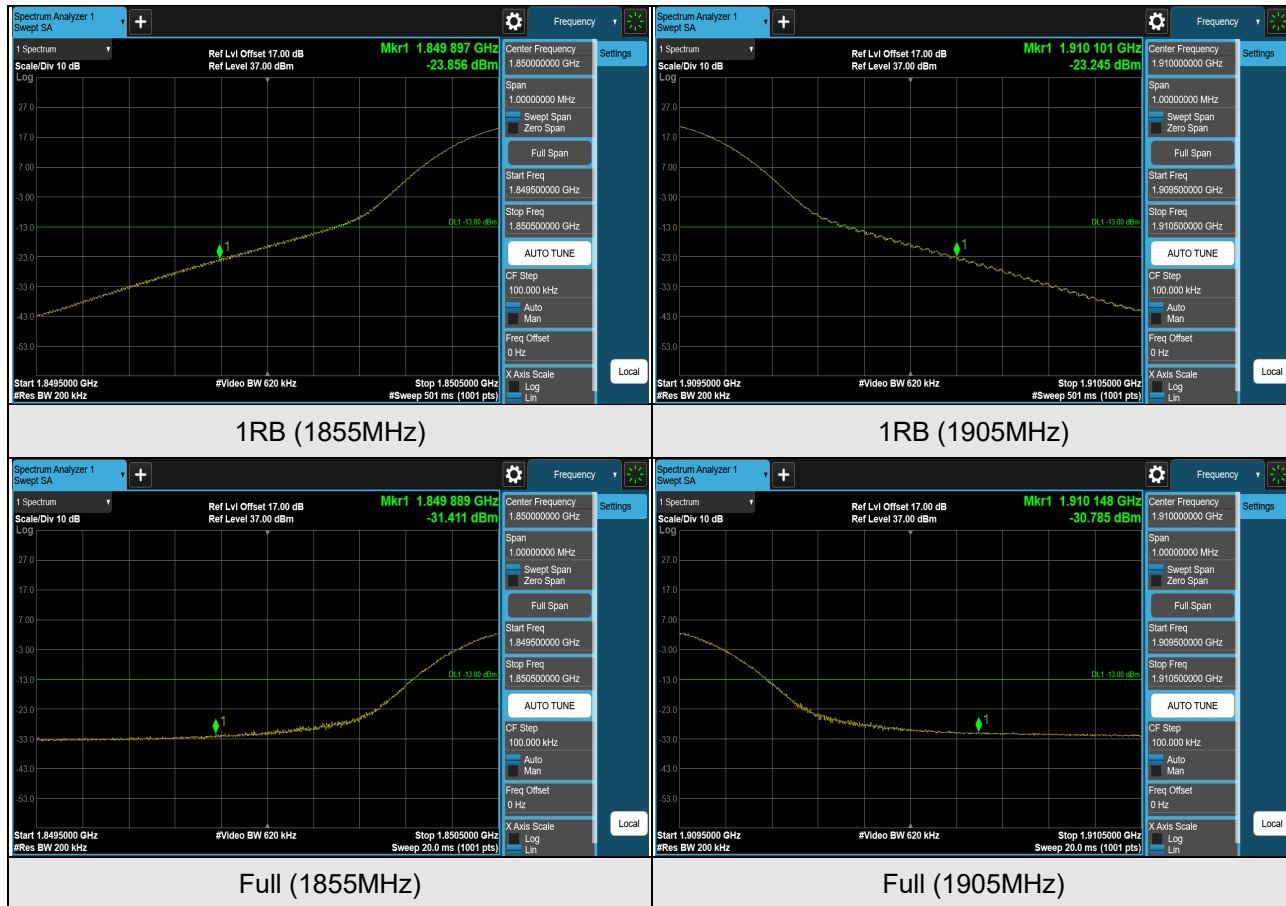 Spectrum Analyzer 1
Swept SA
+
Frequency
1 Spectrum
Scale/Div 10 dB
Log
Ref Lvl Offset 17.00 dB
Ref Level 37.00 dBm
Mkr1 1.849 897 GHz
-23.856 dBm
27.0
17.0
7.00
-3.00
-13.0
-23.0
-33.0
-43.0
-53.0
DL1 -13.00 dBm
1
Start 1.8495000 GHz
#Res BW 200 kHz
#Video BW 620 kHz
Stop 1.8505000 GHz
#Sweep 501 ms (1001 pts)
Center Frequency
1.850000000 GHz
Settings
Span
1.00000000 MHz
Swept Span
Zero Span
Full Span
Start Freq
1.849500000 GHz
Stop Freq
1.850500000 GHz
AUTO TUNE
CF Step
100.000 kHz
Auto
Man
Freq Offset
0 Hz
X Axis Scale
Log
Lin
Local
Spectrum Analyzer 1
Swept SA
+
Frequency
1 Spectrum
Scale/Div 10 dB
Log
Ref Lvl Offset 17.00 dB
Ref Level 37.00 dBm
Mkr1 1.910 101 GHz
-23.245 dBm
27.0
17.0
7.00
-3.00
-13.0
-23.0
-33.0
-43.0
-53.0
DL1 -13.00 dBm
1
Start 1.9095000 GHz
#Res BW 200 kHz
#Video BW 620 kHz
Stop 1.9105000 GHz
#Sweep 501 ms (1001 pts)
Center Frequency
1.910000000 GHz
Settings
Span
1.00000000 MHz
Swept Span
Zero Span
Full Span
Start Freq
1.909500000 GHz
Stop Freq
1.910500000 GHz
AUTO TUNE
CF Step
100.000 kHz
Auto
Man
Freq Offset
0 Hz
X Axis Scale
Log
Lin
Local
1RB (1855MHz)
1RB (1905MHz)
Spectrum Analyzer 1
Swept SA
+
Frequency
1 Spectrum
Scale/Div 10 dB
Log
Ref Lvl Offset 17.00 dB
Ref Level 37.00 dBm
Mkr1 1.849 889 GHz
-31.411 dBm
27.0
17.0
7.00
-3.00
-13.0
-23.0
-33.0
-43.0
-53.0
DL1 -13.00 dBm
1
Start 1.8495000 GHz
#Res BW 200 kHz
#Video BW 620 kHz
Stop 1.8505000 GHz
Sweep 20.0 ms (1001 pts)
Center Frequency
1.850000000 GHz
Settings
Span
1.00000000 MHz
Swept Span
Zero Span
Full Span
Start Freq
1.849500000 GHz
Stop Freq
1.850500000 GHz
AUTO TUNE
CF Step
100.000 kHz
Auto
Man
Freq Offset
0 Hz
X Axis Scale
Log
Lin
Local
Spectrum Analyzer 1
Swept SA
+
Frequency
1 Spectrum
Scale/Div 10 dB
Log
Ref Lvl Offset 17.00 dB
Ref Level 37.00 dBm
Mkr1 1.910 148 GHz
-30.785 dBm
27.0
17.0
7.00
-3.00
-13.0
-23.0
-33.0
-43.0
-53.0
DL1 -13.00 dBm
1
Start 1.9095000 GHz
#Res BW 200 kHz
#Video BW 620 kHz
Stop 1.9105000 GHz
Sweep 20.0 ms (1001 pts)
Center Frequency
1.910000000 GHz
Settings
Span
1.00000000 MHz
Swept Span
Zero Span
Full Span
Start Freq
1.909500000 GHz
Stop Freq
1.910500000 GHz
AUTO TUNE
CF Step
100.000 kHz
Auto
Man
Freq Offset
0 Hz
X Axis Scale
Log
Lin
Local
Full (1855MHz)
Full (1905MHz)